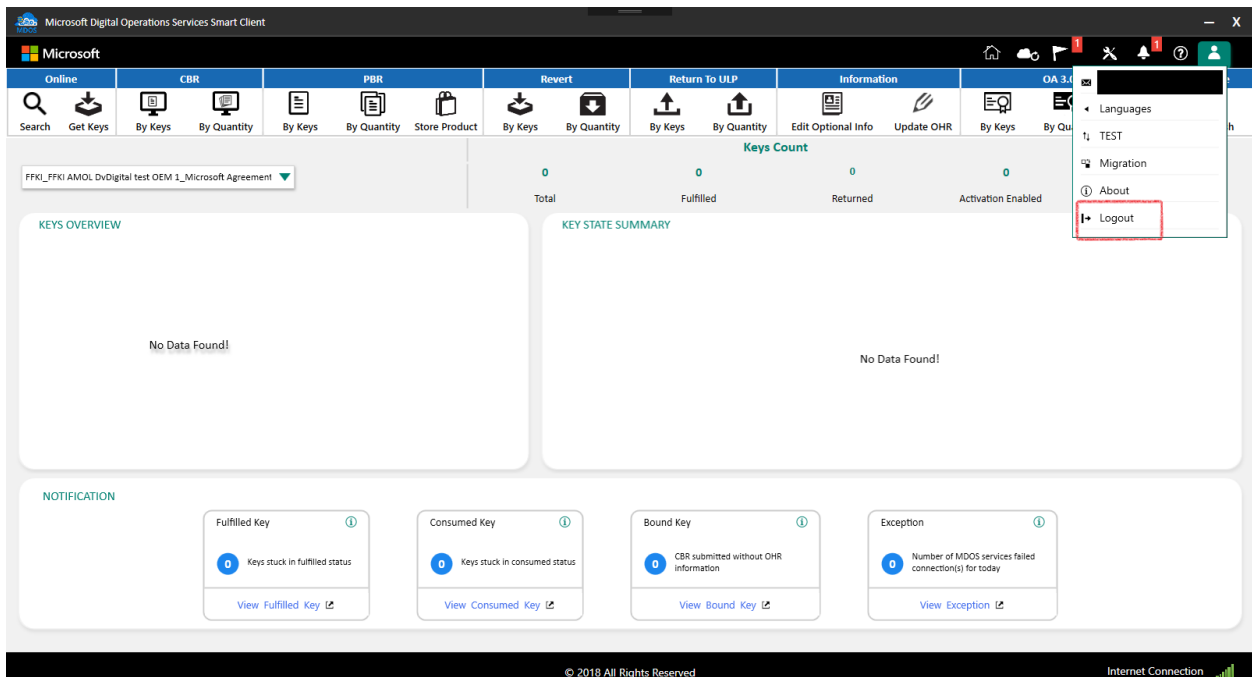 MDOS
Microsoft Digital Operations Services Smart Client
X
Microsoft
1
1
Online
CBR
PBR
Revert
Return To ULP
Information
OA 3.0
Search
Get Keys
By Keys
By Quantity
By Keys
By Quantity
Store Product
By Keys
By Quantity
By Keys
By Quantity
Edit Optional Info
Update OHR
By Keys
By Qu
h
Languages
TEST
Migration
About
Logout
Keys Count
FFKI_FFKI AMOL DvDigital test OEM 1_Microsoft Agreement
0
0
0
0
Total
Fulfilled
Returned
Activation Enabled
KEYS OVERVIEW
KEY STATE SUMMARY
No Data Found!
No Data Found!
NOTIFICATION
Fulfilled Key
0
Keys stuck in fulfilled status
View Fulfilled Key
Consumed Key
0
Keys stuck in consumed status
View Consumed Key
Bound Key
0
CBR submitted without OHR
information
View Bound Key
Exception
0
Number of MDOS services failed
connection(s) for today
View Exception
© 2018 All Rights Reserved
Internet Connection